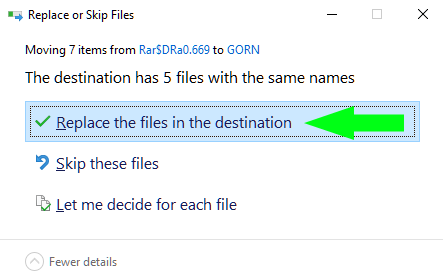 Replace or Skip Files
Moving 7 items from Rar$DRa0.669 to GORN
The destination has 5 files with the same names
Replace the files in the destination
Skip these files
Let me decide for each file
Fewer details